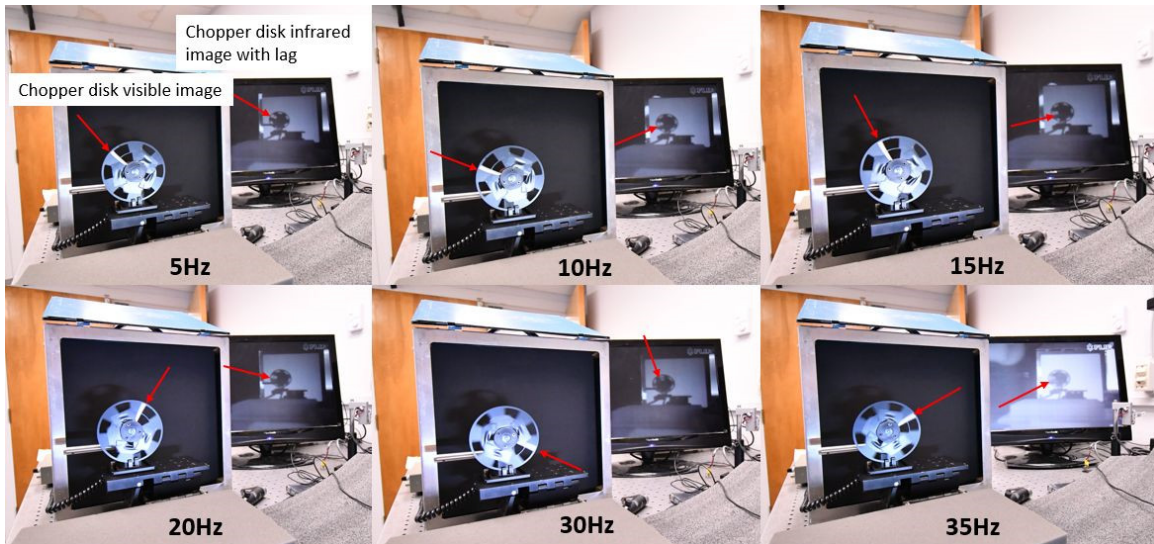 Chopper disk infrared
image with lag
Chopper disk visible image
5Hz
10Hz
15Hz
20Hz
30Hz
35Hz